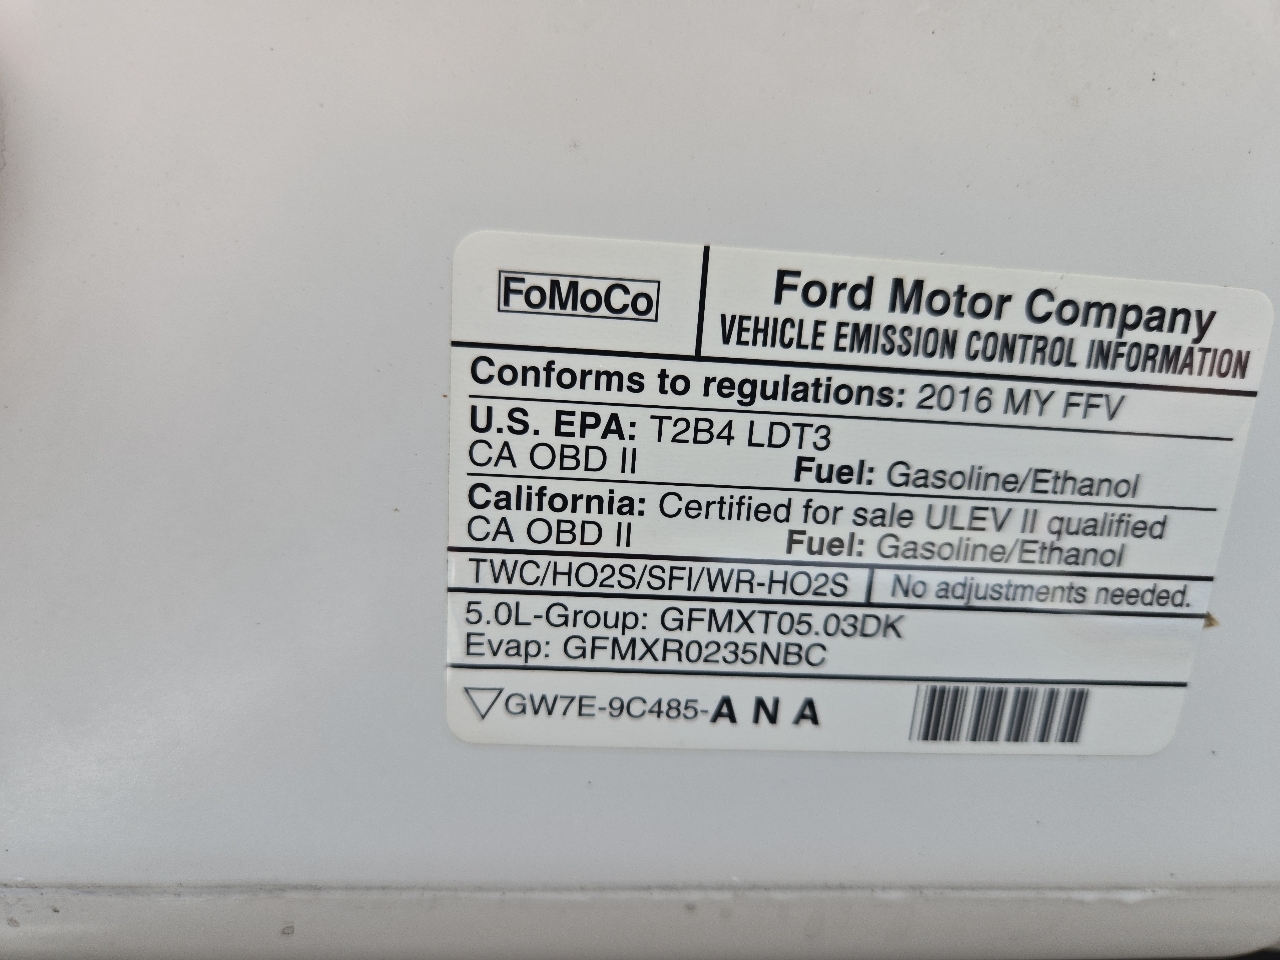 FoMoCo
Ford Motor Company
VEHICLE EMISSION CONTROL INFORMATION
Conforms to regulations: 2016 MY FFV
U.S. EPA: T2B4 LDT3
CA OBD II Fuel: Gasoline/Ethanol
California: Certified for sale ULEV II qualified
CA OBD II Fuel: Gasoline/Ethanol
TWC/HO2S/SFI/WR-HO2S No adjustments needed.
5.0L-Group: GFMXT05.03DK
Evap: GFMXR0235NBC
GW7E-9C485-A N A